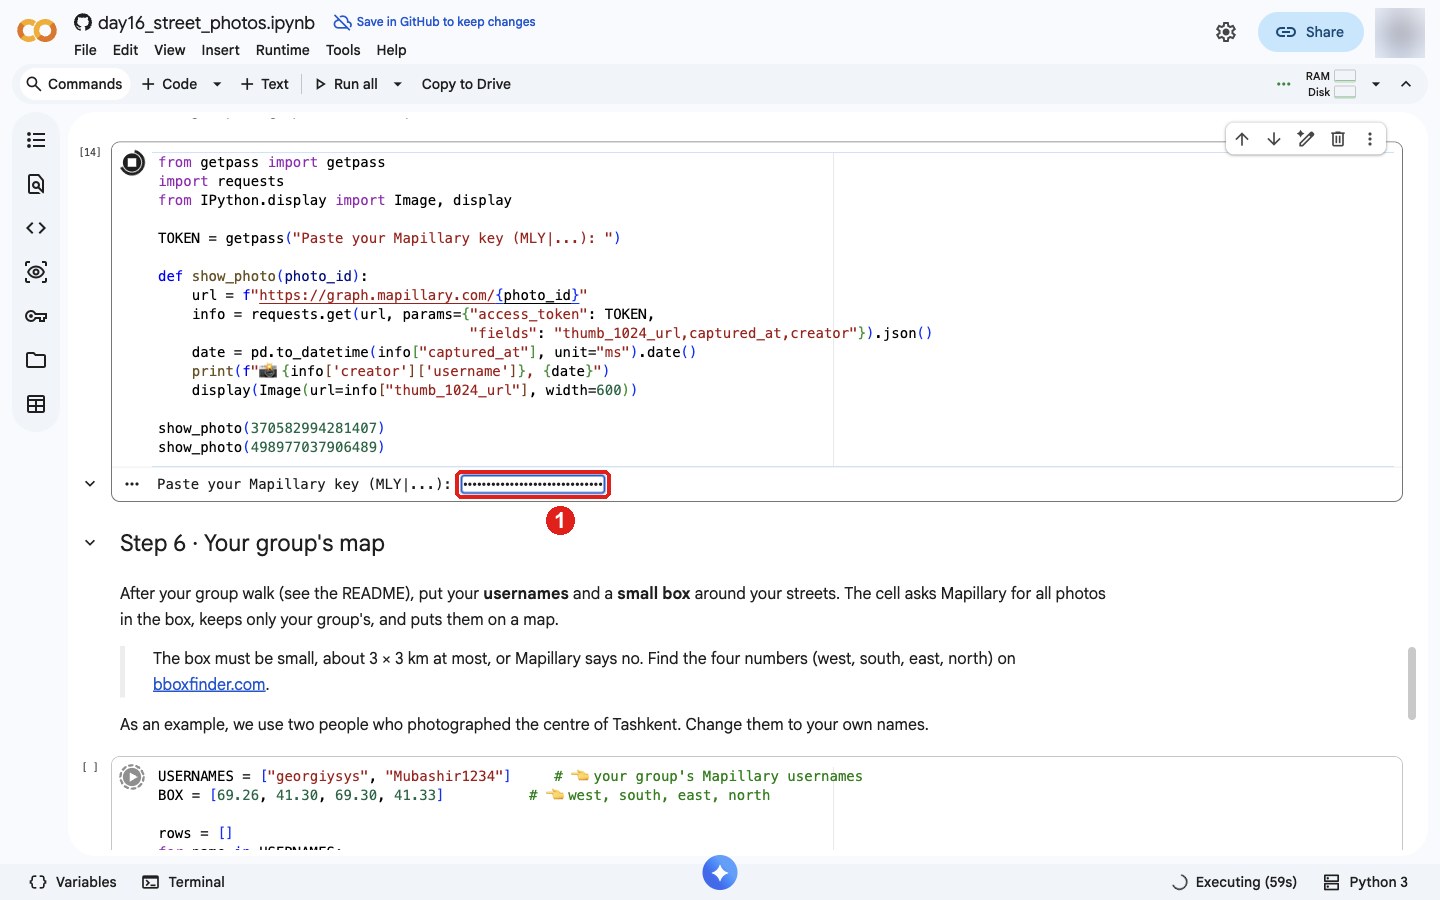 day16_street_photos.ipynb Save in GitHub to keep changes
File Edit View Insert Runtime Tools Help
Share
Commands + Code + Text Run all Copy to Drive
RAM
Disk
[14]
from getpass import getpass
import requests
from IPython.display import Image, display
TOKEN = getpass("Paste your Mapillary key (MLY|...): ")
def show_photo(photo_id):
url = f"https://graph.mapillary.com/{photo_id}"
info = requests.get(url, params={"access_token": TOKEN,
"fields": "thumb_1024_url,captured_at,creator"}).json()
date = pd.to_datetime(info["captured_at"], unit="ms").date()
print(f"📸 {info['creator']['username']}, {date}")
display(Image(url=info["thumb_1024_url"], width=600))
show_photo(370582994281407)
show_photo(498977037906489)
Paste your Mapillary key (MLY|...):
1
Step 6 · Your group's map
After your group walk (see the README), put your usernames and a small box around your streets. The cell asks Mapillary for all photos
in the box, keeps only your group's, and puts them on a map.
The box must be small, about 3 × 3 km at most, or Mapillary says no. Find the four numbers (west, south, east, north) on
bboxfinder.com.
As an example, we use two people who photographed the centre of Tashkent. Change them to your own names.
[ ]
USERNAMES = ["georgiysys", "Mubashir1234"] # 👈 your group's Mapillary usernames
BOX = [69.26, 41.30, 69.30, 41.33] # 👈 west, south, east, north
rows = []
for name in USERNAMES:
Variables Terminal Executing (59s) Python 3